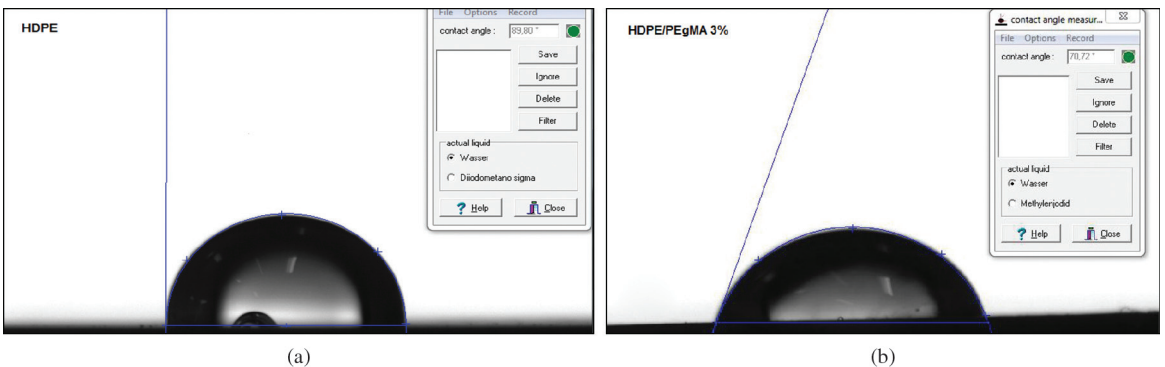 HDPE
File Options Record
contact angle : 89,80 °
Save
Ignore
Delete
Filter
actual liquid
Wasser
Diiodometano sigma
? Help
Close
(a)
HDPE/PEgMA 3%
contact angle measur...
File Options Record
contact angle : 70,72 °
Save
Ignore
Delete
Filter
actual liquid
Wasser
Methylenjodid
? Help
Close
(b)